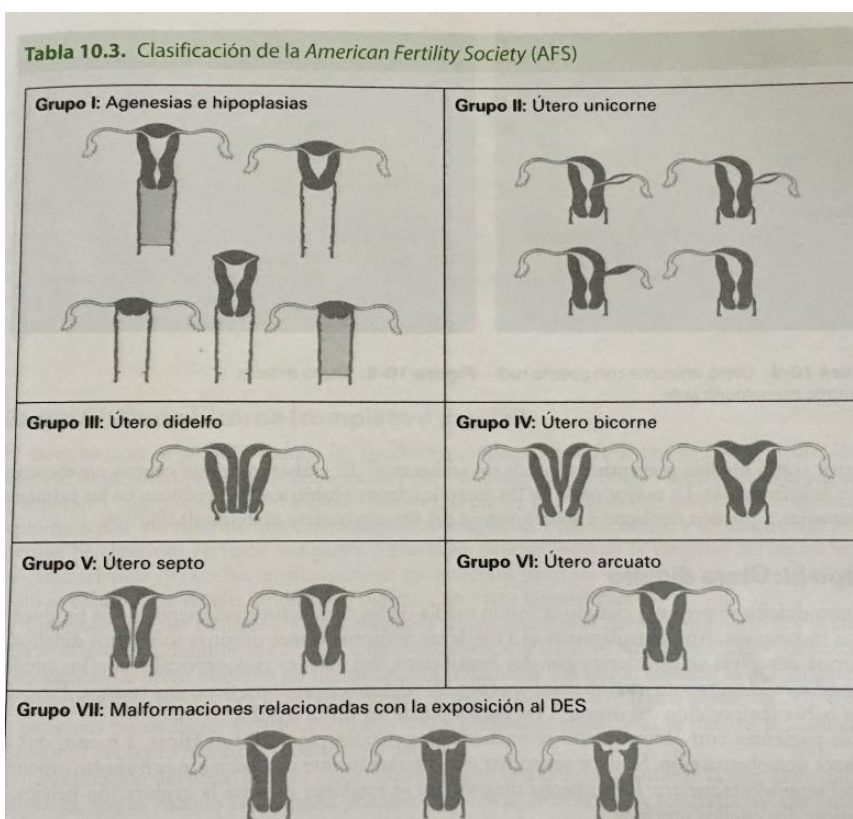 Tabla 10.3. Clasificación de la American Fertility Society (AFS)
Grupo I: Agenesias e hipoplasias
Grupo II: Útero unicorne
Grupo III: Útero didelfo
Grupo IV: Útero bicorne
Grupo V: Útero septo
Grupo VI: Útero arcuato
Grupo VII: Malformaciones relacionadas con la exposición al DES